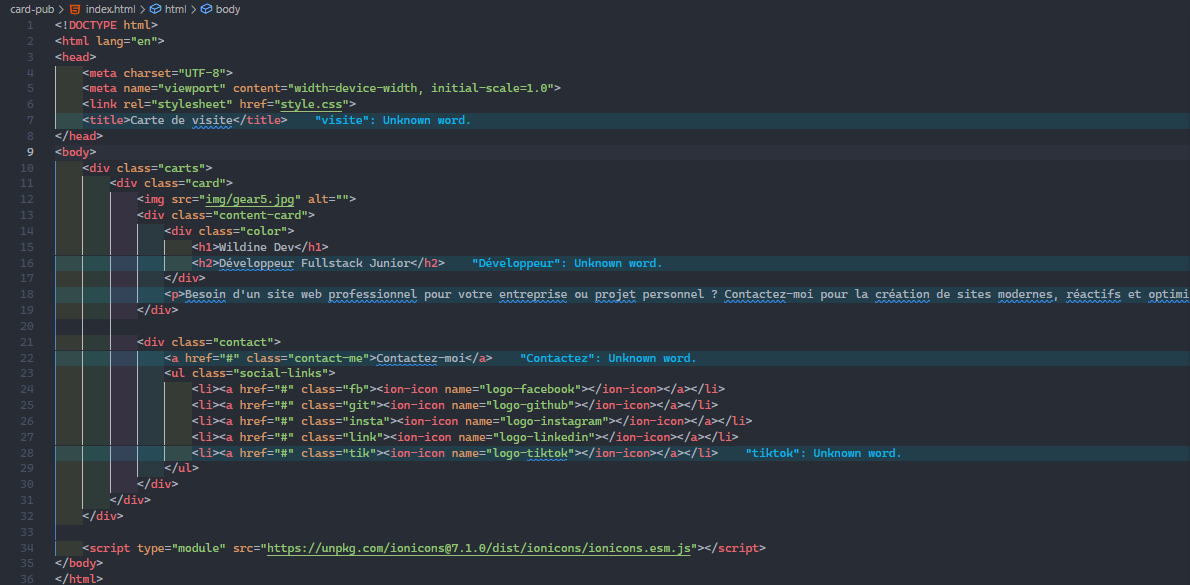 card-pub > index.html > html > body
1 <!DOCTYPE html>
2 <html lang="en">
3 <head>
4 <meta charset="UTF-8">
5 <meta name="viewport" content="width=device-width, initial-scale=1.0">
6 <link rel="stylesheet" href="style.css">
7 <title>Carte de visite</title> "visite": Unknown word.
8 </head>
9 <body>
10 <div class="carts">
11 <div class="card">
12 <img src="img/gear5.jpg" alt="">
13 <div class="content-card">
14 <div class="color">
15 <h1>Wildine Dev</h1>
16 <h2>Développeur Fullstack Junior</h2> "Développeur": Unknown word.
17 </div>
18 <p>Besoin d'un site web professionnel pour votre entreprise ou projet personnel ? Contactez-moi pour la création de sites modernes, réactifs et optimi
19 </div>
20
21 <div class="contact">
22 <a href="#" class="contact-me">Contactez-moi</a> "Contactez": Unknown word.
23 <ul class="social-links">
24 <li><a href="#" class="fb"><ion-icon name="logo-facebook"></ion-icon></a></li>
25 <li><a href="#" class="git"><ion-icon name="logo-github"></ion-icon></a></li>
26 <li><a href="#" class="insta"><ion-icon name="logo-instagram"></ion-icon></a></li>
27 <li><a href="#" class="link"><ion-icon name="logo-linkedin"></ion-icon></a></li>
28 <li><a href="#" class="tik"><ion-icon name="logo-tiktok"></ion-icon></a></li> "tiktok": Unknown word.
29 </ul>
30 </div>
31 </div>
32 </div>
33
34 <script type="module" src="https://unpkg.com/ionicons@7.1.0/dist/ionicons/ionicons.esm.js"></script>
35 </body>
36 </html>